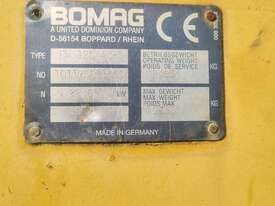 BOMAG
A UNITED DOMINION COMPANY
D-56154 BOPPARD / RHEIN
CE
TYPE
BETRIEBSGEWICHT
OPERATING WEIGHT
POIDS DE SERVICE
KG
NO
KW
MAX. GEWICHT
MAX. WEIGHT
POIDS MAX.
KG
MADE IN GERMANY